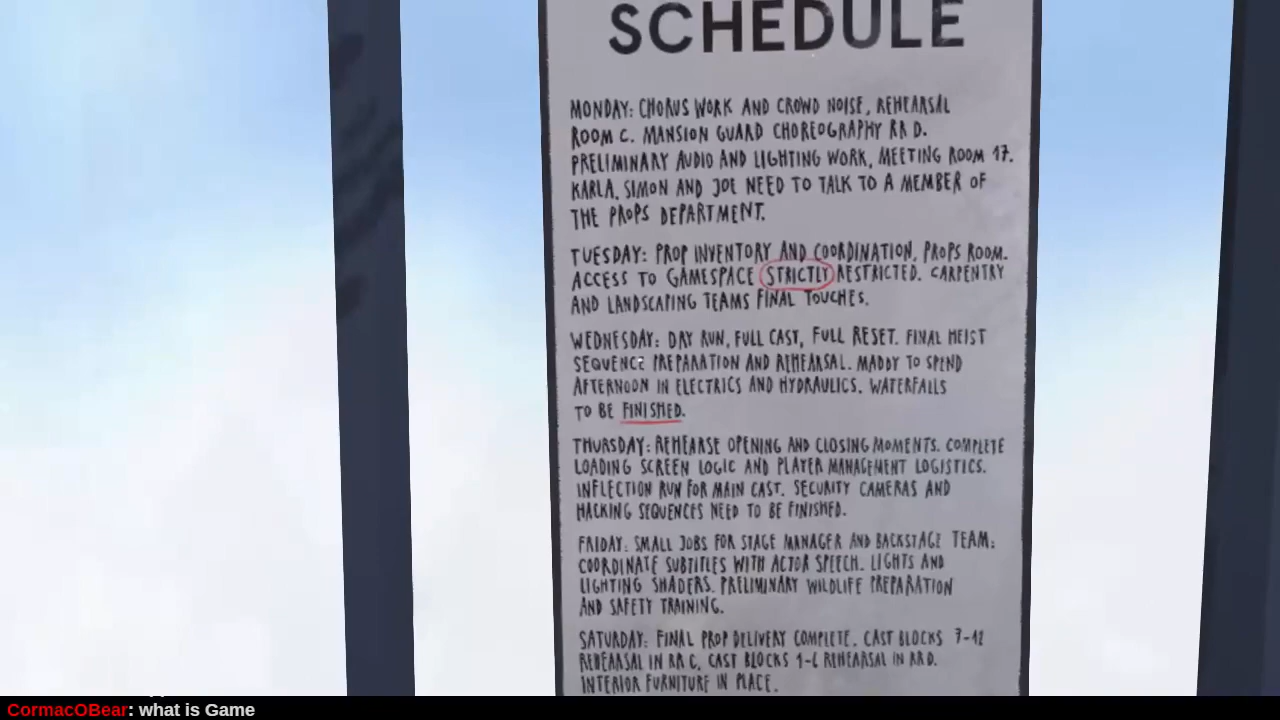 SCHEDULE
MONDAY: CHORUS WORK AND CROWD NOISE, REHEARSAL
ROOM C. MANSION GUARD CHOREOGRAPHY RR D.
PRELIMINARY AUDIO AND LIGHTING WORK, MEETING ROOM 17.
KARLA, SIMON AND JOE NEED TO TALK TO A MEMBER OF
THE PROPS DEPARTMENT.
TUESDAY: PROP INVENTORY AND COORDINATION, PROPS ROOM.
ACCESS TO GAMESPACE STRICTLY RESTRICTED. CARPENTRY
AND LANDSCAPING TEAMS FINAL TOUCHES.
WEDNESDAY: DAY RUN, FULL CAST, FULL RESET. FINAL HEIST
SEQUENCE PREPARATION AND REHEARSAL. MADDY TO SPEND
AFTERNOON IN ELECTRICS AND HYDRAULICS. WATERFALLS
TO BE FINISHED.
THURSDAY: REHEARSE OPENING AND CLOSING MOMENTS. COMPLETE
LOADING SCREEN LOGIC AND PLAYER MANAGEMENT LOGISTICS.
INFLECTION RUN FOR MAIN CAST. SECURITY CAMERAS AND
HACKING SEQUENCES NEED TO BE FINISHED.
FRIDAY: SMALL JOBS FOR STAGE MANAGER AND BACKSTAGE TEAM:
COORDINATE SUBTITLES WITH ACTOR SPEECH. LIGHTS AND
LIGHTING SHADERS. PRELIMINARY WILDLIFE PREPARATION
AND SAFETY TRAINING.
SATURDAY: FINAL PROP DELIVERY COMPLETE. CAST BLOCKS 7-12
REHEARSAL IN RR C, CAST BLOCKS 1-6 REHEARSAL IN RR D.
INTERIOR FURNITURE IN PLACE.
CormacOBear: what is Game